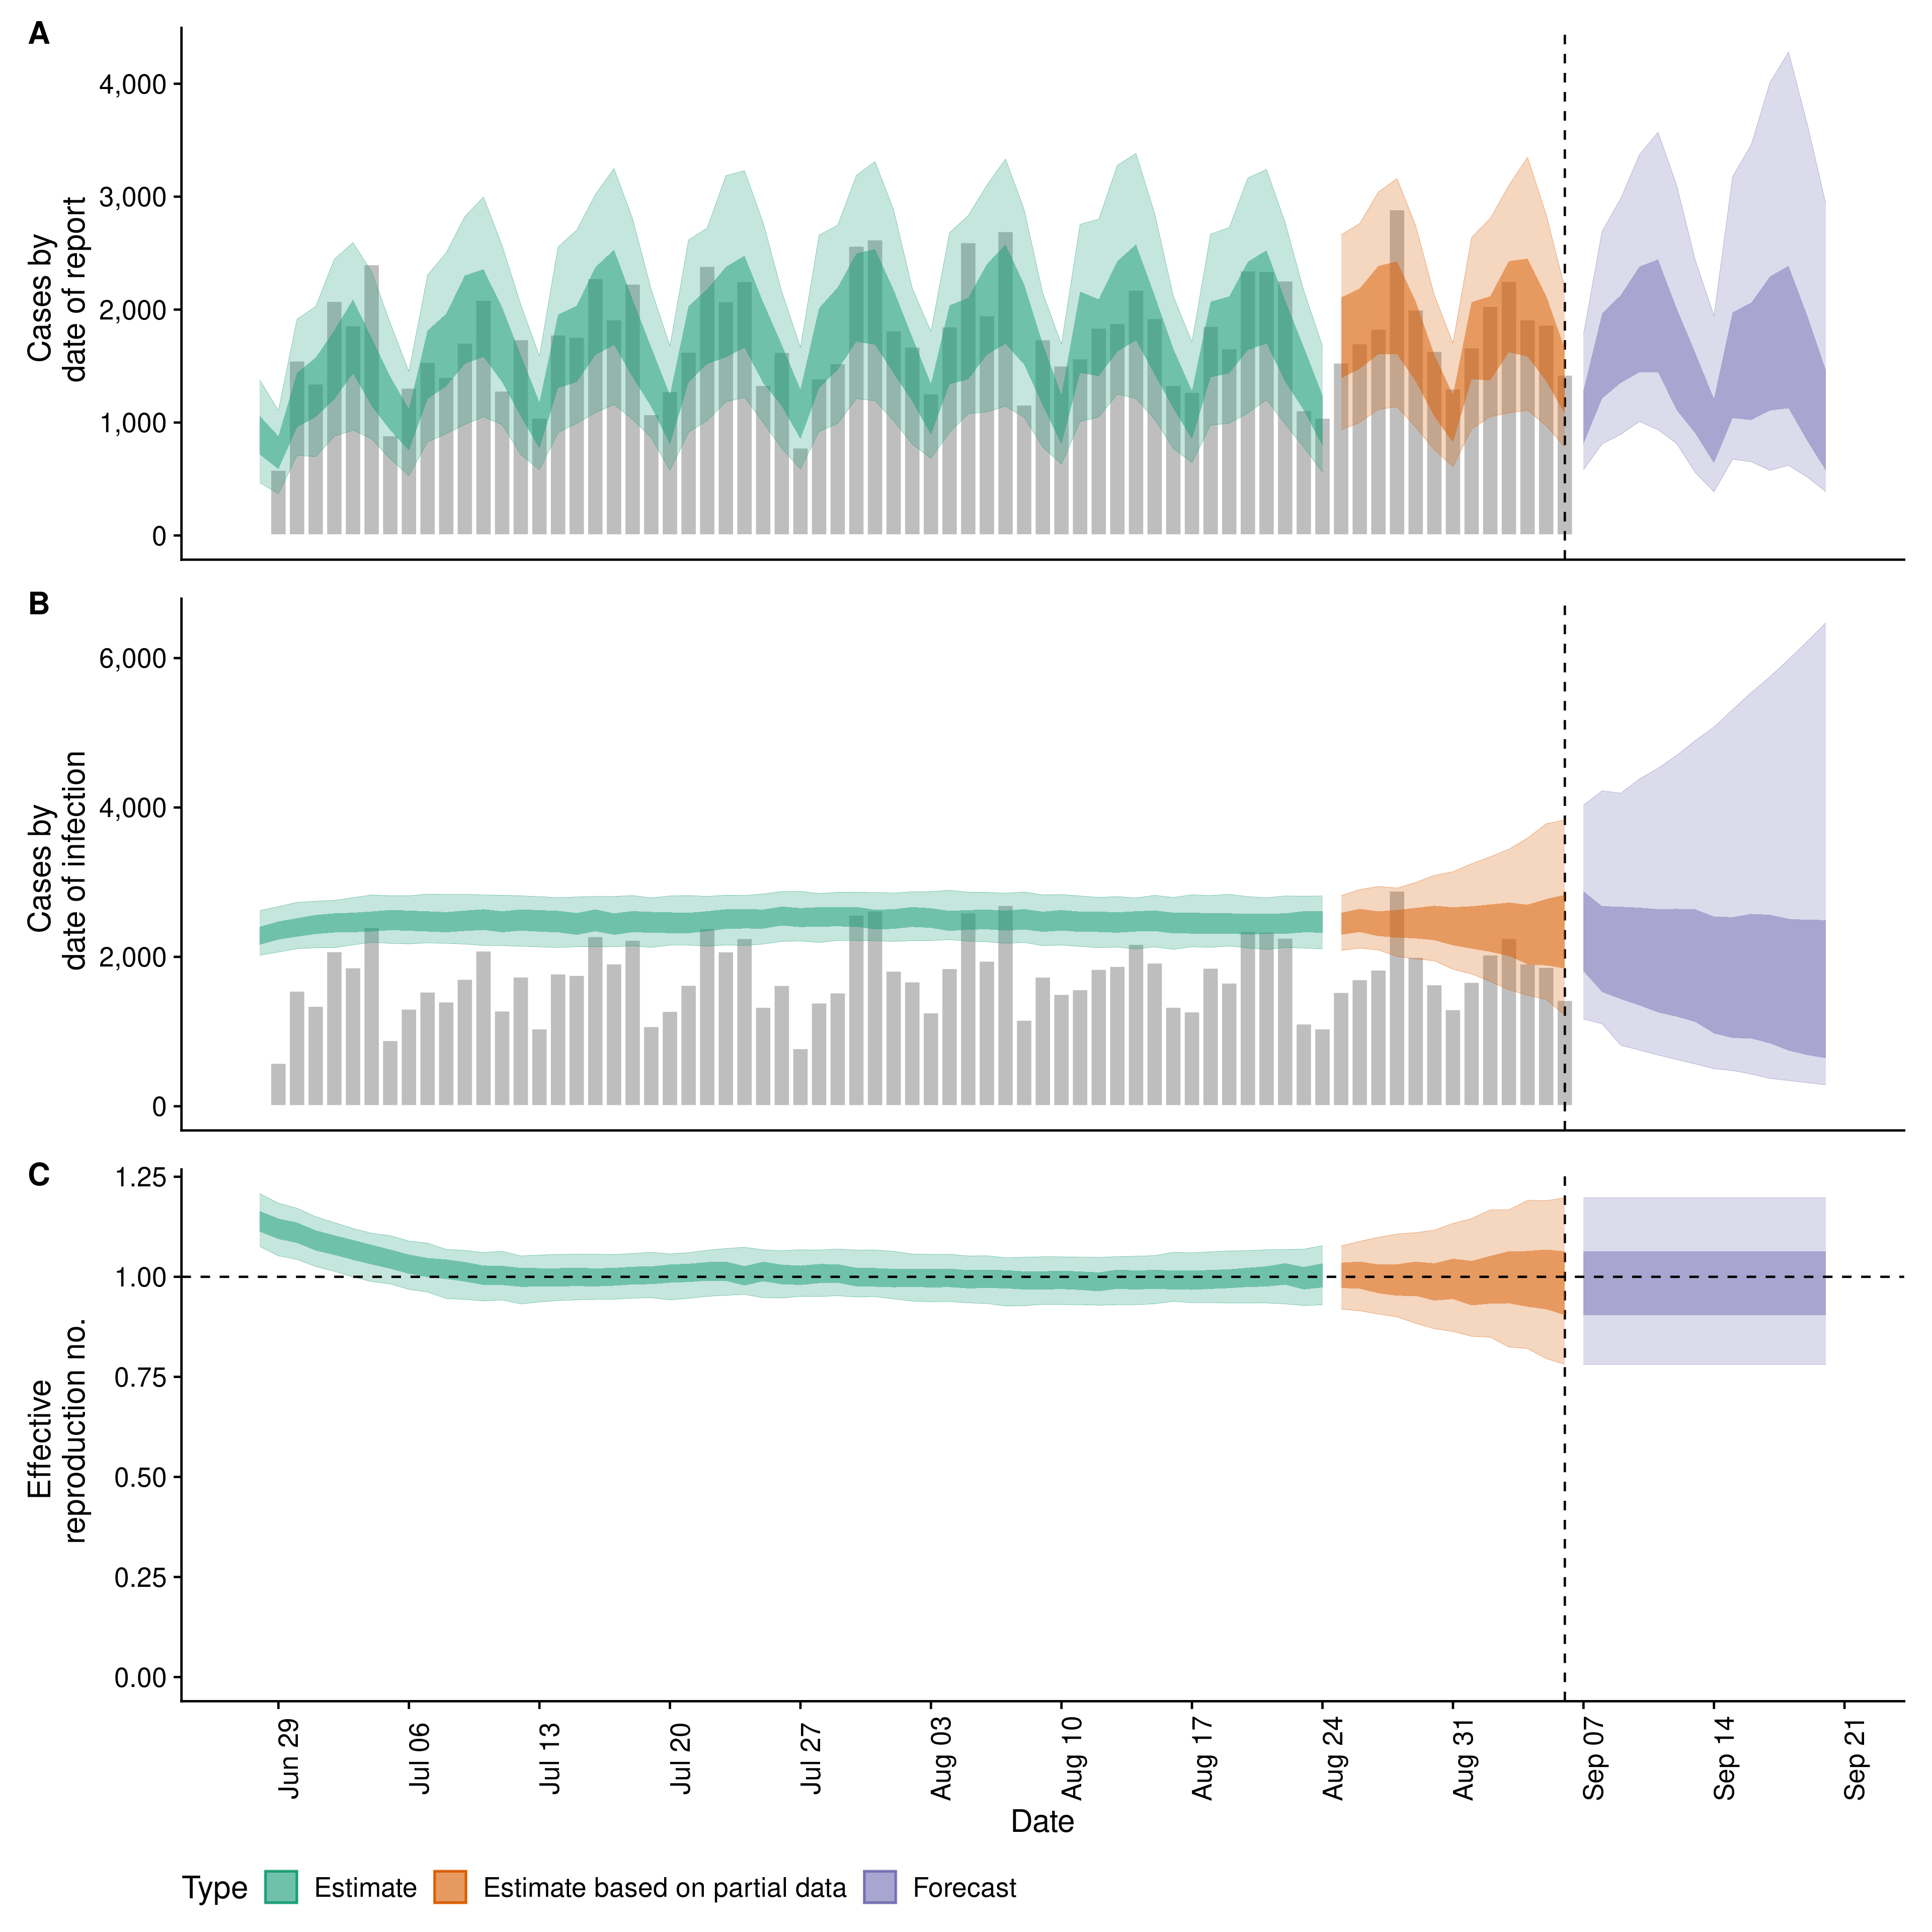 A
4,000
3,000
2,000
1,000
0
Cases by
date of report
B
6,000
4,000
2,000
0
Cases by
date of infection
C
1.25
1.00
0.75
0.50
0.25
0.00
Effective
reproduction no.
Jun 29
Jul 06
Jul 13
Jul 20
Jul 27
Aug 03
Aug 10
Aug 17
Aug 24
Aug 31
Sep 07
Sep 14
Sep 21
Date
Type Estimate Estimate based on partial data Forecast